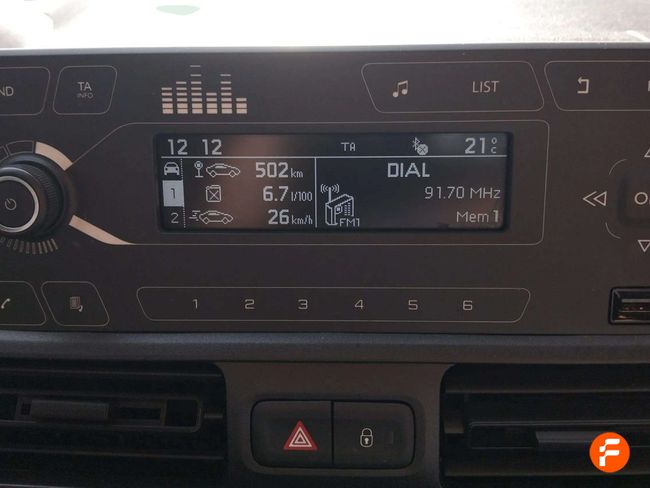 ND
TA
INFO
LIST
12 12 TA 21°C
502 km
DIAL
1 6.7 l/100 91.70 MHz
2 26 km/h FM1 Mem 1
1 2 3 4 5 6